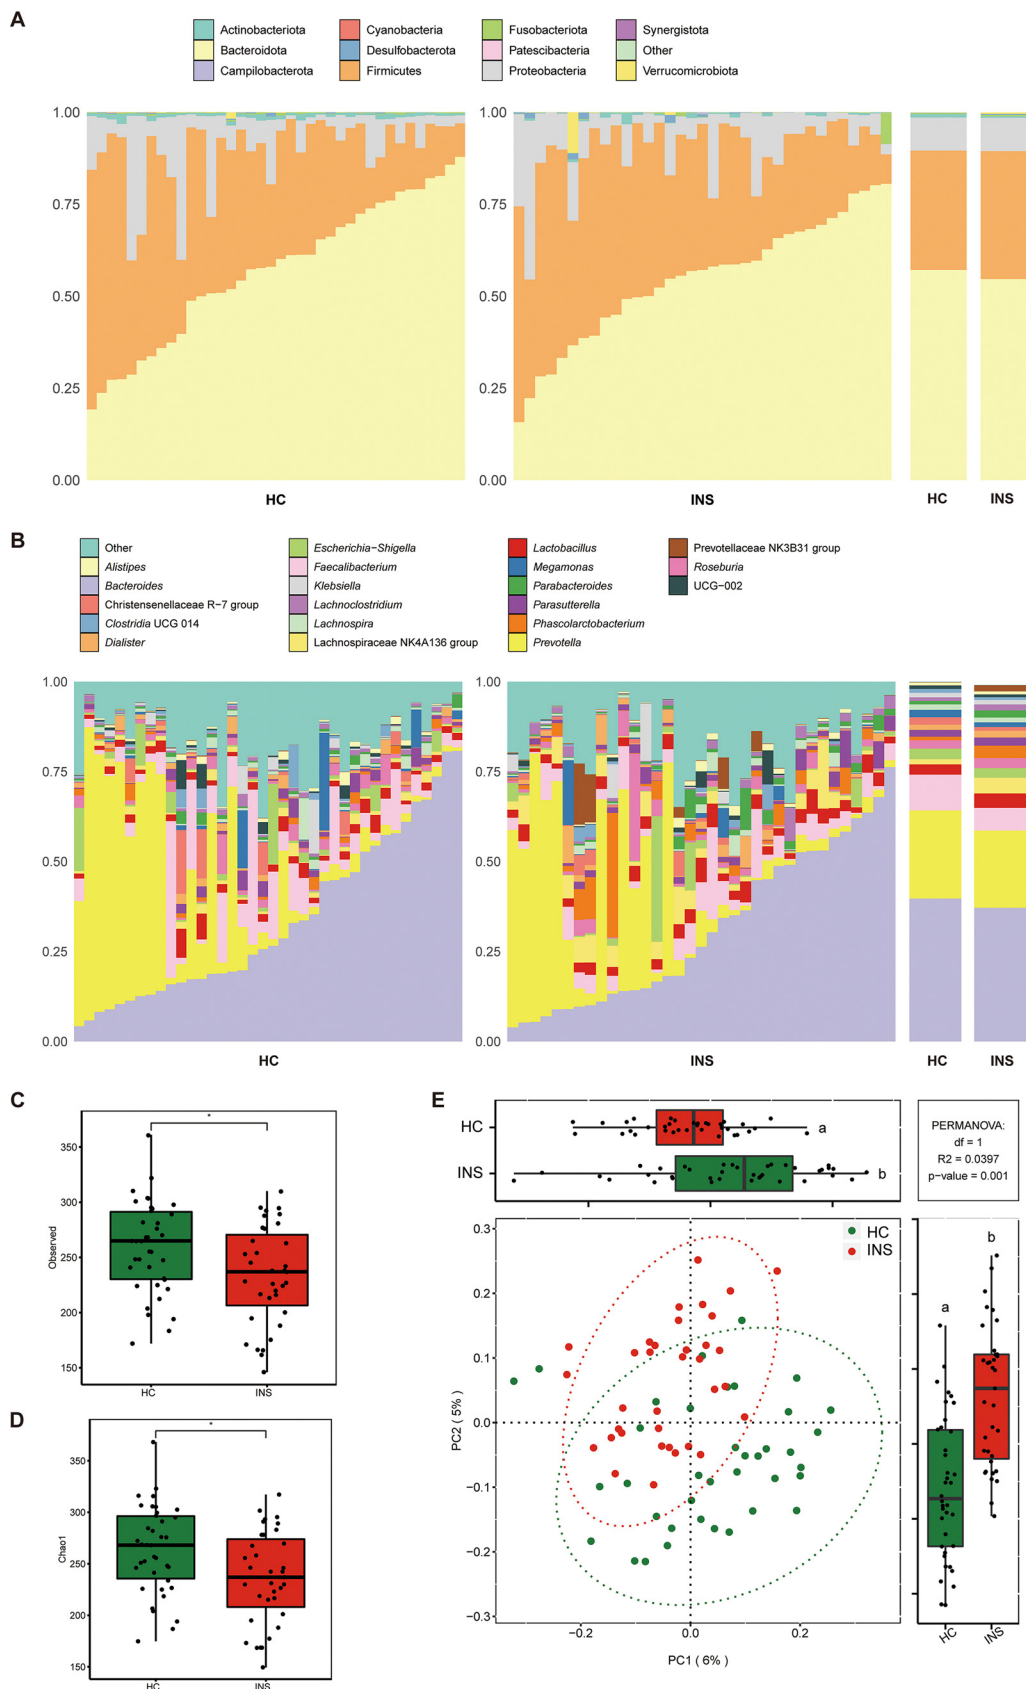 A
Actinobacteriota
Cyanobacteria
Fusobacteriota
Synergistota
Bacteroidota
Desulfobacterota
Patescibacteria
Other
Campilobacterota
Firmicutes
Proteobacteria
Verrucomicrobiota
1.00
0.75
0.50
0.25
0.00
HC
1.00
0.75
0.50
0.25
0.00
INS
HC
INS
B
Other
Alistipes
Bacteroides
Christensenellaceae R−7 group
Clostridia UCG 014
Dialister
Escherichia−Shigella
Faecalibacterium
Klebsiella
Lachnoclostridium
Lachnospira
Lachnospiraceae NK4A136 group
Lactobacillus
Megamonas
Parabacteroides
Parasutterella
Phascolarctobacterium
Prevotella
Prevotellaceae NK3B31 group
Roseburia
UCG−002
1.00
0.75
0.50
0.25
0.00
HC
1.00
0.75
0.50
0.25
0.00
INS
HC
INS
C
*
350
300
250
200
150
Observed
HC
INS
D
*
350
300
250
200
150
Chao1
HC
INS
E
HC
a
INS
b
PERMANOVA:
df = 1
R2 = 0.0397
p−value = 0.001
HC
INS
0.3
0.2
0.1
0.0
−0.1
−0.2
−0.3
PC2 ( 5% )
−0.2
0.0
0.2
PC1 ( 6% )
a
b
HC
INS